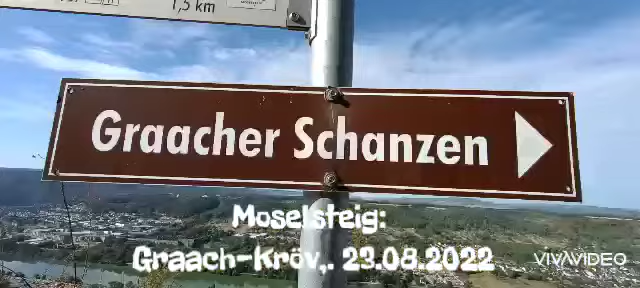 1,5 km
Graacher Schanzen
Moselsteig:
Graach-Kröv,. 23.08.2022
VIVAVIDEO